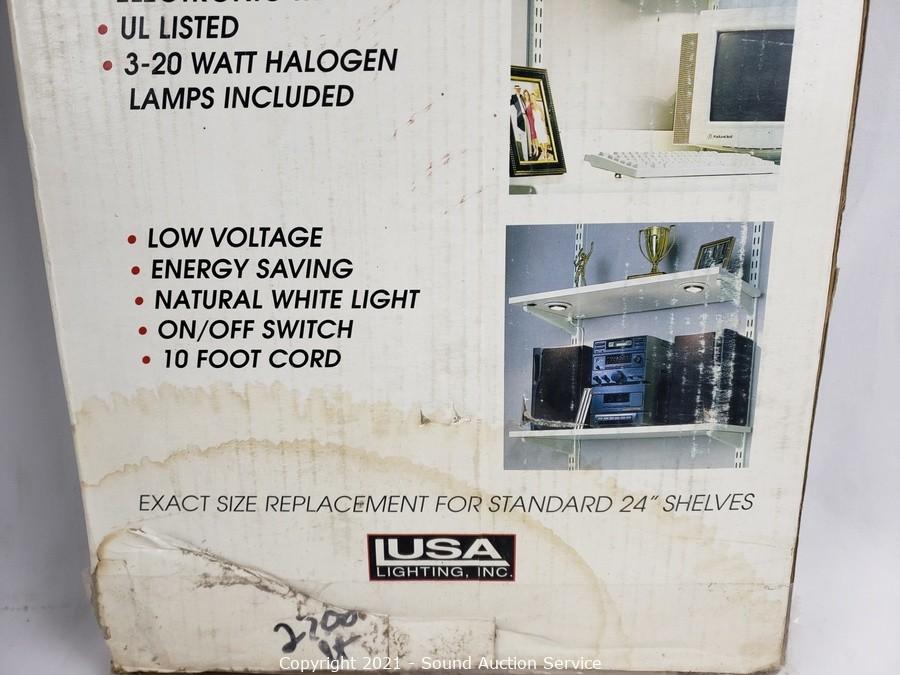 • UL LISTED
• 3-20 WATT HALOGEN
LAMPS INCLUDED
• LOW VOLTAGE
• ENERGY SAVING
• NATURAL WHITE LIGHT
• ON/OFF SWITCH
• 10 FOOT CORD
EXACT SIZE REPLACEMENT FOR STANDARD 24" SHELVES
LUSA
LIGHTING, INC.
Copyright 2021 - Sound Auction Service